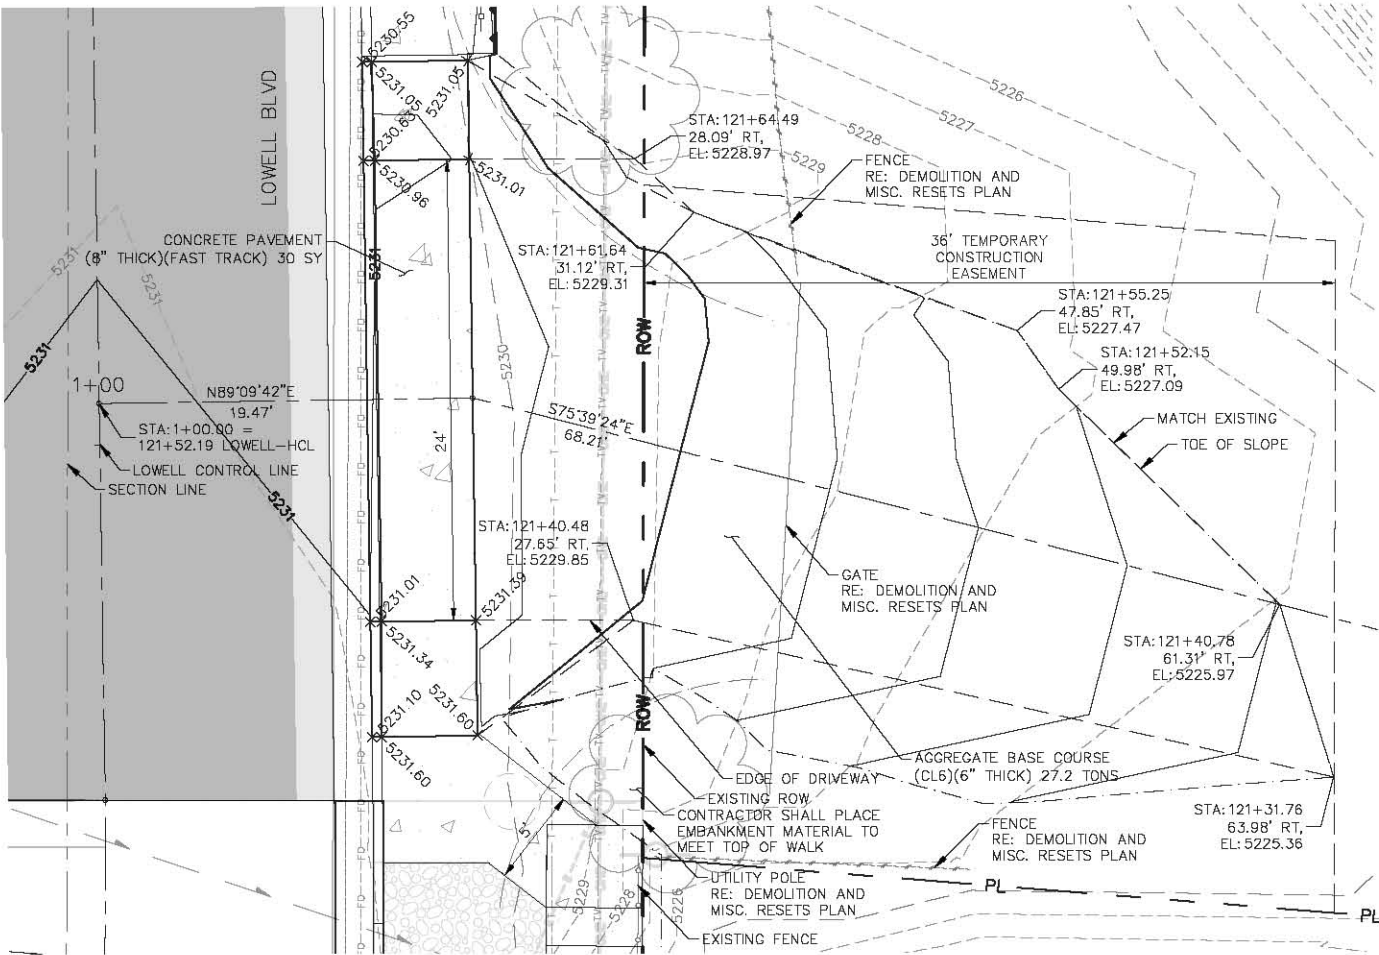 5230.55
5231.05
5231.05
5230.63
5230.96
5231.01
LOWELL BLVD
STA:121+64.49
28.09' RT,
EL:5228.97
5226
5227
5228
5229
FENCE
RE: DEMOLITION AND
MISC. RESETS PLAN
CONCRETE PAVEMENT
(8" THICK)(FAST TRACK) 30 SY
5231
5231
5231
STA:121+61.64
31.12' RT,
EL:5229.31
36' TEMPORARY
CONSTRUCTION
EASEMENT
STA:121+55.25
47.85' RT,
EL:5227.47
STA:121+52.15
49.98' RT,
EL:5227.09
ROW
5230
5231
1+00
N89°09'42"E
19.47'
STA:1+00.00 =
121+52.19 LOWELL-HCL
LOWELL CONTROL LINE
SECTION LINE
5231
24'
S75°39'24"E
68.21'
MATCH EXISTING
TOE OF SLOPE
STA:121+40.48
27.65' RT,
EL:5229.85
GATE
RE: DEMOLITION AND
MISC. RESETS PLAN
5231.01
5231.39
5231.34
5231.10
5231.60
5231.60
STA:121+40.78
61.31' RT,
EL:5225.97
ROW
AGGREGATE BASE COURSE
(CL6)(6" THICK) 27.2 TONS
EDGE OF DRIVEWAY
EXISTING ROW
CONTRACTOR SHALL PLACE
EMBANKMENT MATERIAL TO
MEET TOP OF WALK
STA:121+31.76
63.98' RT,
EL:5225.36
5'
FENCE
RE: DEMOLITION AND
MISC. RESETS PLAN
UTILITY POLE
RE: DEMOLITION AND
MISC. RESETS PLAN
5229
5228
5226
PL
PL
EXISTING FENCE